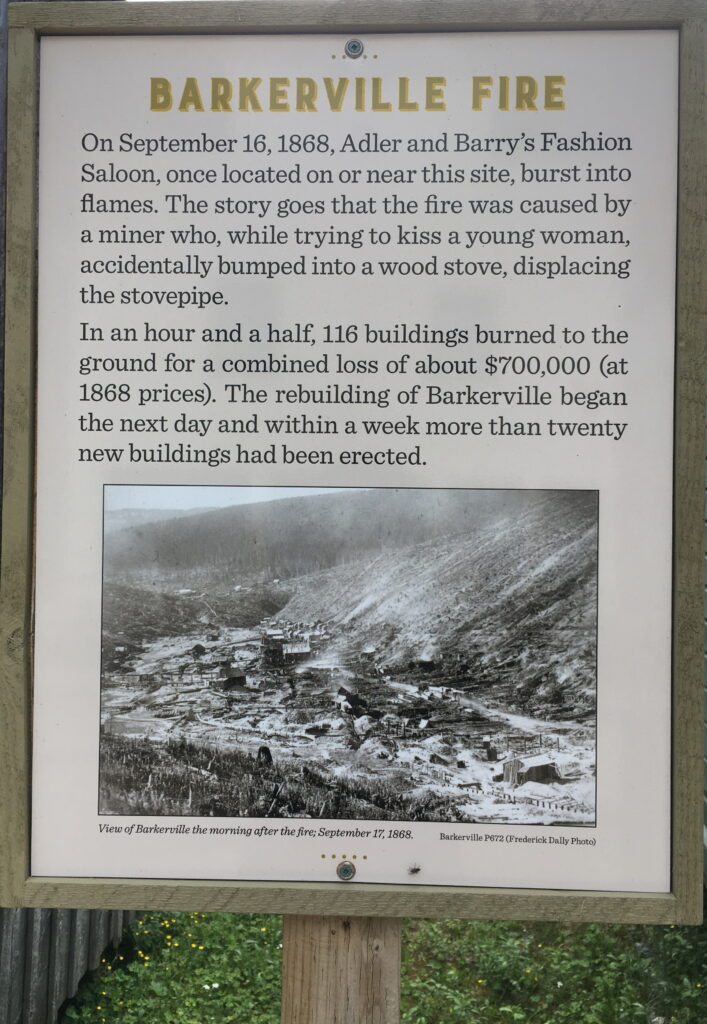 BARKERVILLE FIRE
On September 16, 1868, Adler and Barry's Fashion
Saloon, once located on or near this site, burst into
flames. The story goes that the fire was caused by
a miner who, while trying to kiss a young woman,
accidentally bumped into a wood stove, displacing
the stovepipe.
In an hour and a half, 116 buildings burned to the
ground for a combined loss of about $700,000 (at
1868 prices). The rebuilding of Barkerville began
the next day and within a week more than twenty
new buildings had been erected.
View of Barkerville the morning after the fire; September 17, 1868.
Barkerville P672 (Frederick Dally Photo)